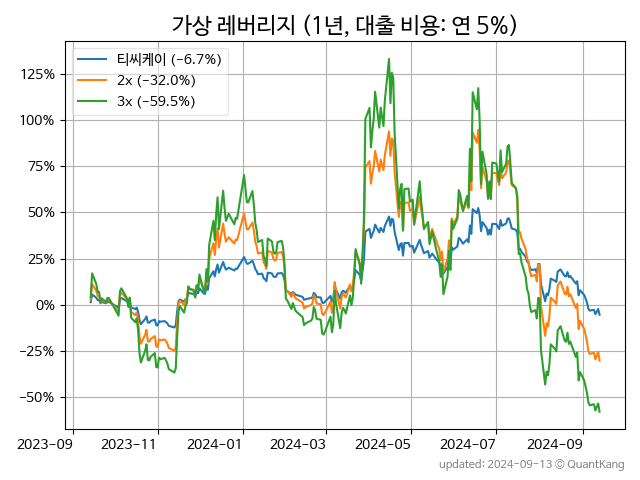 가상 레버리지 (1년, 대출 비용: 연 5%)
티씨케이 (−6.7%)
2x (−32.0%)
3x (−59.5%)
125%
100%
75%
50%
25%
0%
−25%
−50%
2023-09 2023-11 2024-01 2024-03 2024-05 2024-07 2024-09
updated: 2024-09-13 ⓒ QuantKang